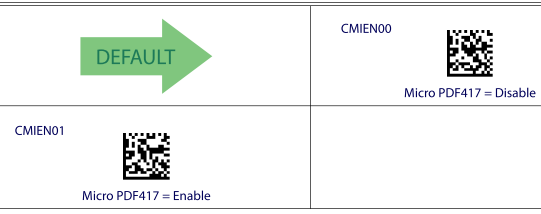 DEFAULT
CMIEN00
Micro PDF417 = Disable
CMIEN01
Micro PDF417 = Enable